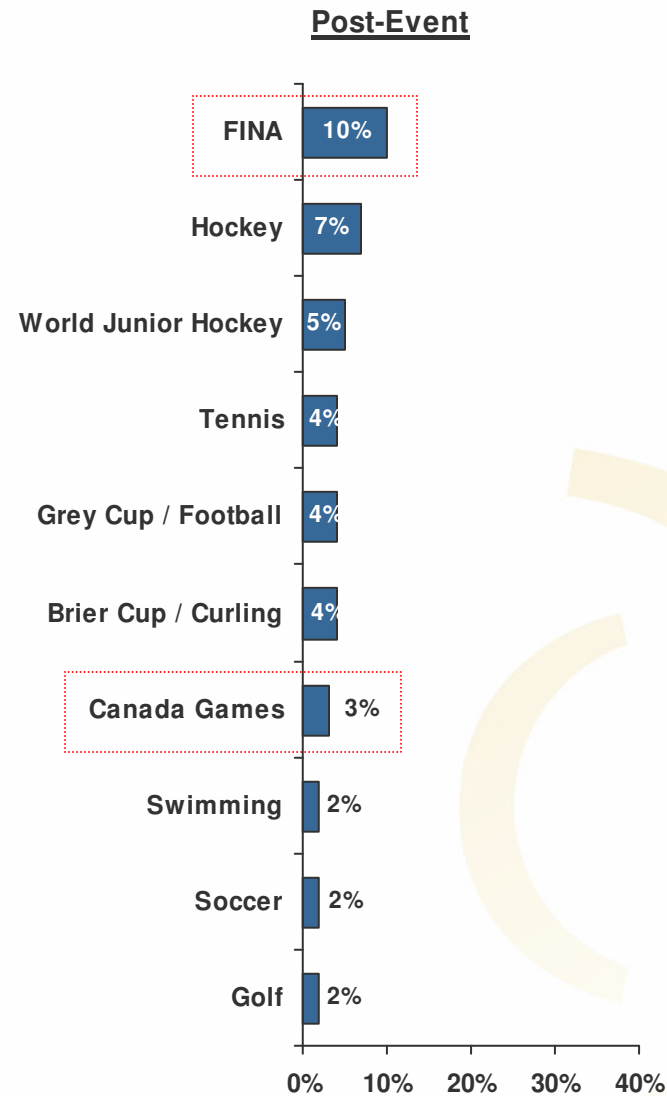 Post-Event
FINA 10%
Hockey 7%
World Junior Hockey 5%
Tennis 4%
Grey Cup / Football 4%
Brier Cup / Curling 4%
Canada Games 3%
Swimming 2%
Soccer 2%
Golf 2%
0% 10% 20% 30% 40%